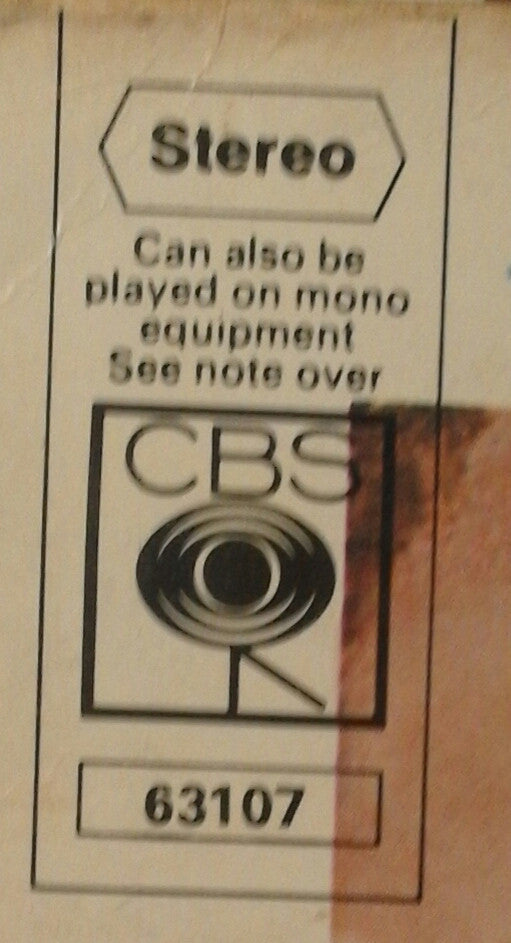 Stereo
Can also be
played on mono
equipment
See note over
CBS
63107